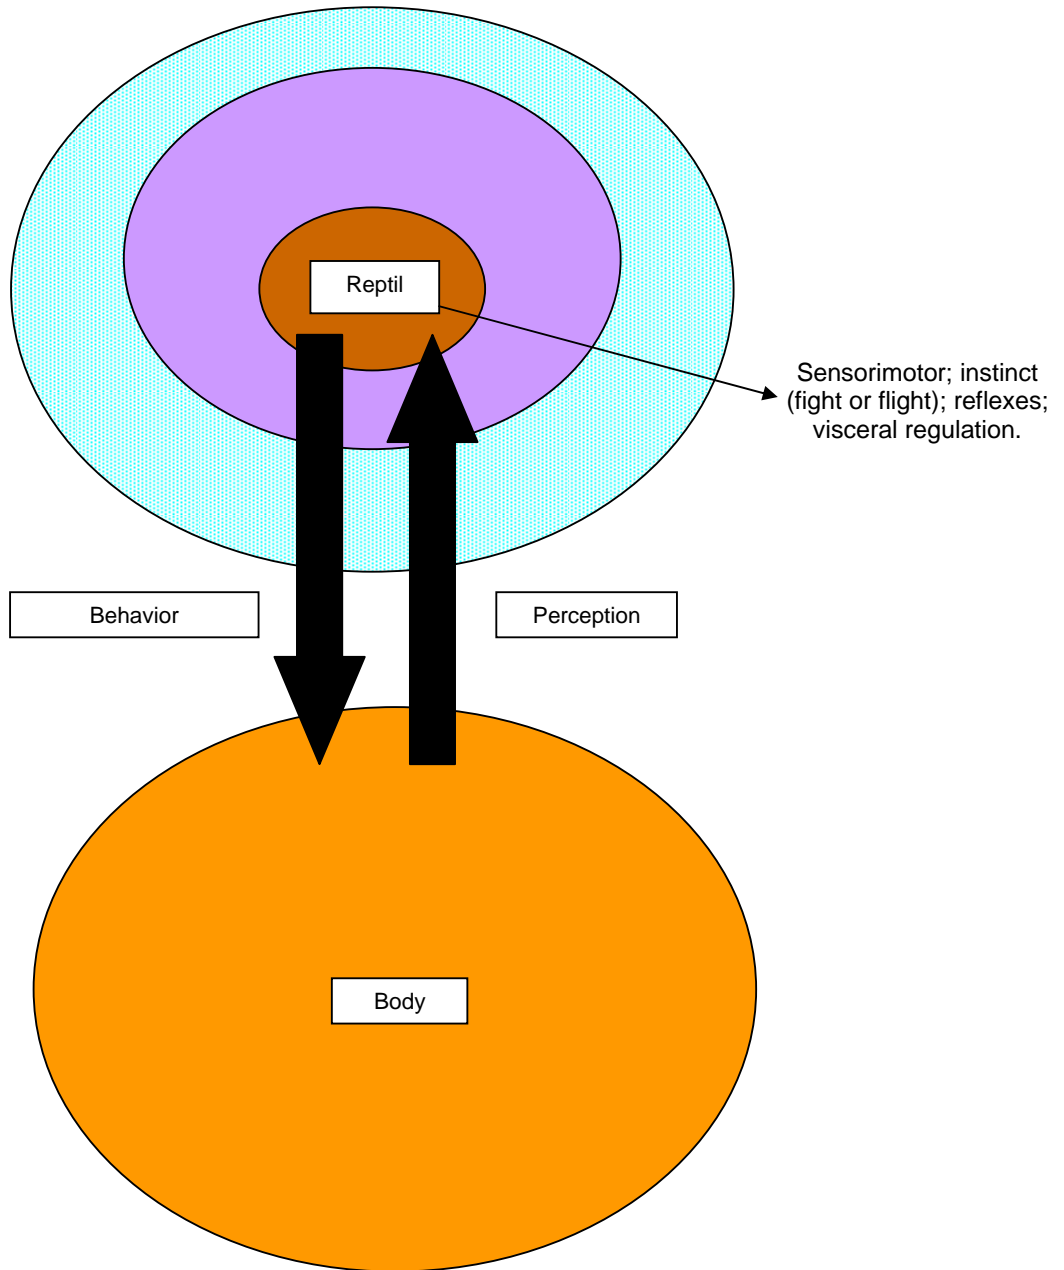 Reptil
Sensorimotor; instinct
(fight or flight); reflexes;
visceral regulation.
Behavior
Perception
Body